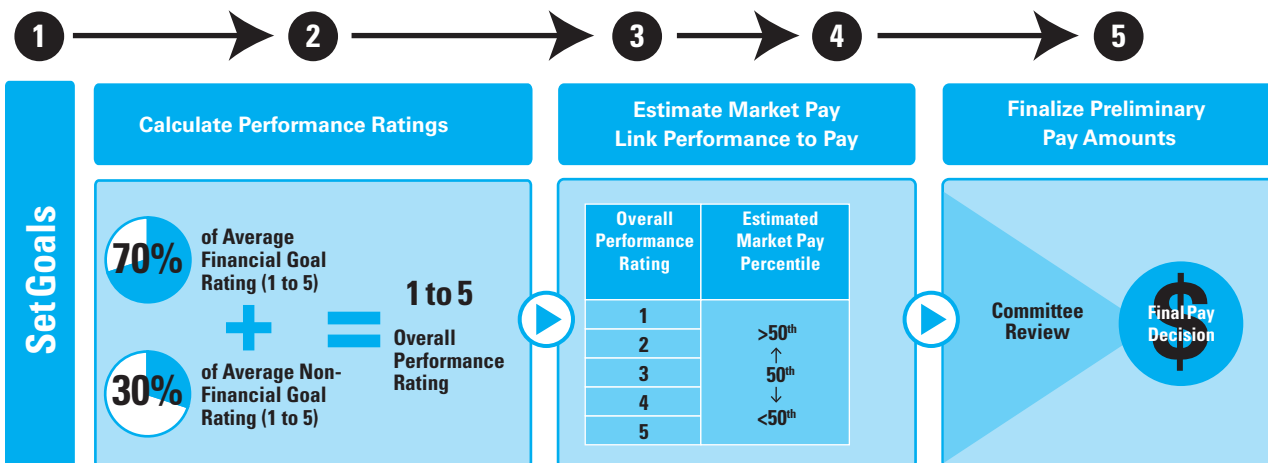 1 2 3 4 5
Set Goals
Calculate Performance Ratings
70%
of Average
Financial Goal
Rating (1 to 5)
+
30%
of Average Non-
Financial Goal
Rating (1 to 5)
=
1 to 5
Overall
Performance
Rating
Estimate Market Pay
Link Performance to Pay
Overall
Performance
Rating
Estimated
Market Pay
Percentile
1
2
3
4
5
>50th
↑
50th
↓
<50th
Finalize Preliminary
Pay Amounts
Committee
Review
$
Final Pay
Decision